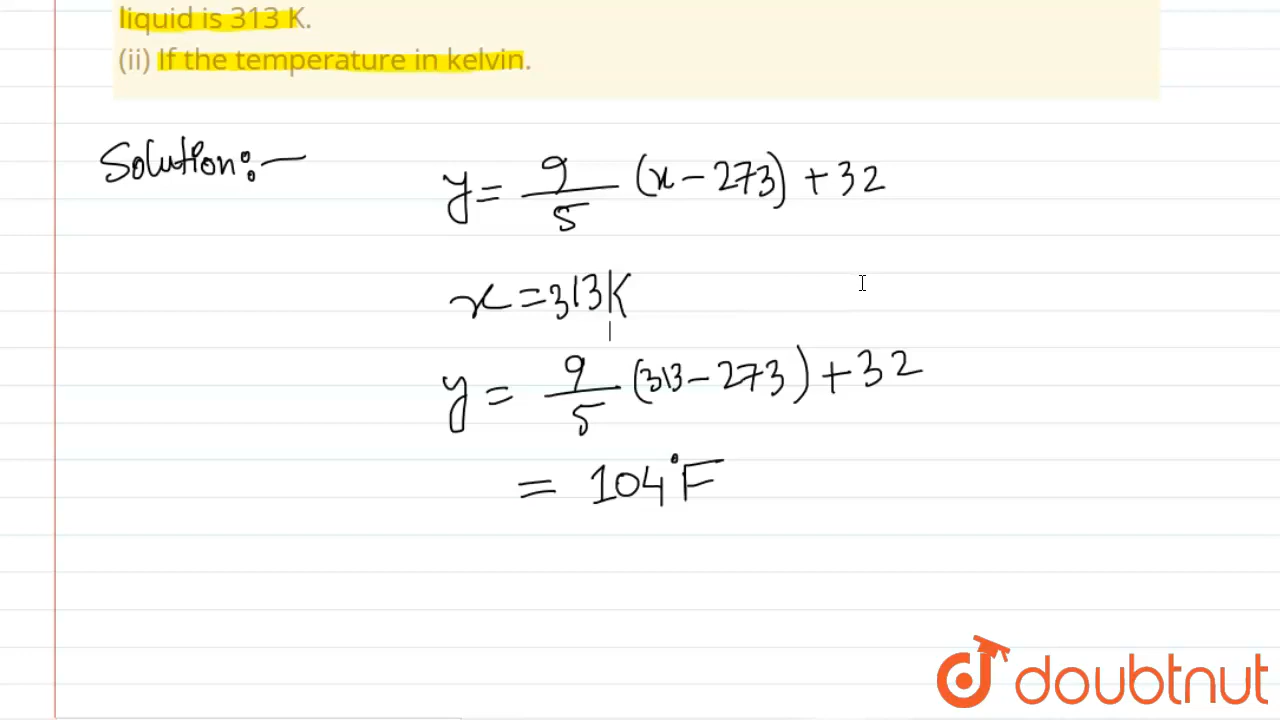 liquid is 313 K.
(ii) If the temperature in kelvin.
Solution:—
y = 9/5 (x - 273) + 32
x = 313K
y = 9/5 (313 - 273) + 32
= 104°F
doubtnut